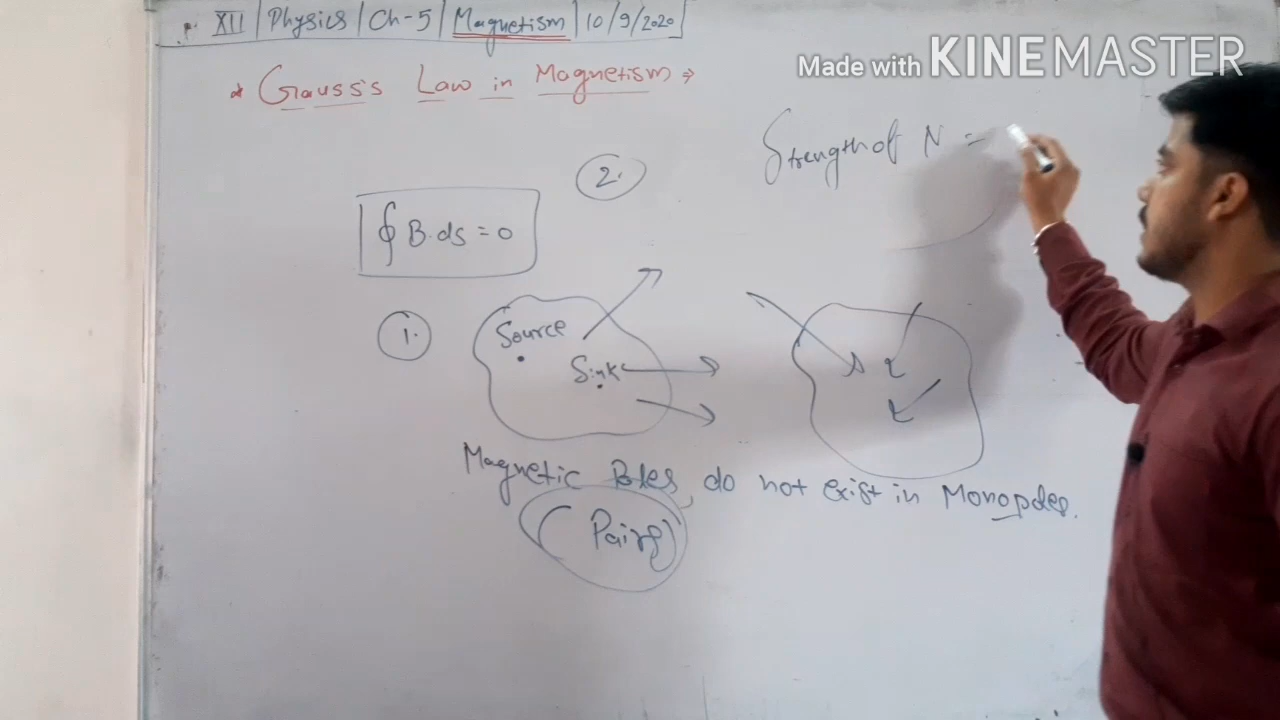 XII | Physics | Ch-5 | Magnetism | 10/9/2020
Made with KINEMASTER
* Gauss's Law in Magnetism →
Strength of N =
2.
∮ B.ds = 0
1.
Source
Sink
Magnetic Poles, do not exist in Monopoles.
(Pairs)